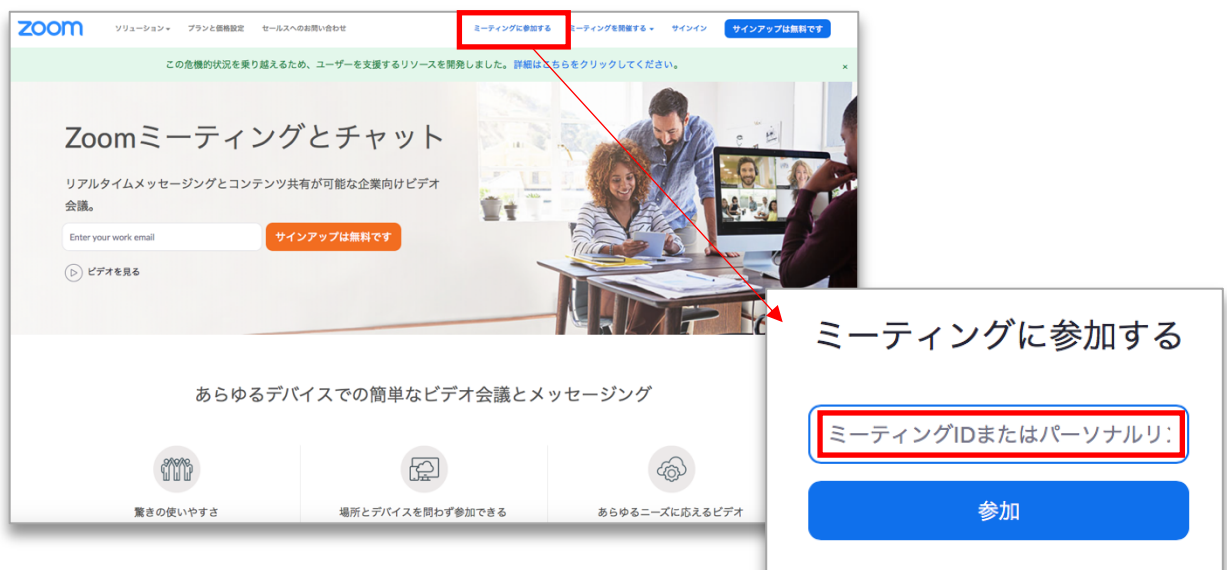 zoom
ソリューション プランと価格設定 セールスへのお問い合わせ ミーティングに参加する ミーティングを開催する サインイン サインアップは無料です
この危機的状況を乗り越えるため、ユーザーを支援するリソースを開発しました。詳細はこちらをクリックしてください。 ×
Zoomミーティングとチャット
リアルタイムメッセージングとコンテンツ共有が可能な企業向けビデオ
会議。
Enter your work email サインアップは無料です
ビデオを見る
あらゆるデバイスでの簡単なビデオ会議とメッセージング
驚きの使いやすさ 場所とデバイスを問わず参加できる あらゆるニーズに応えるビデオ
ミーティングに参加する
ミーティングIDまたはパーソナルリ
参加